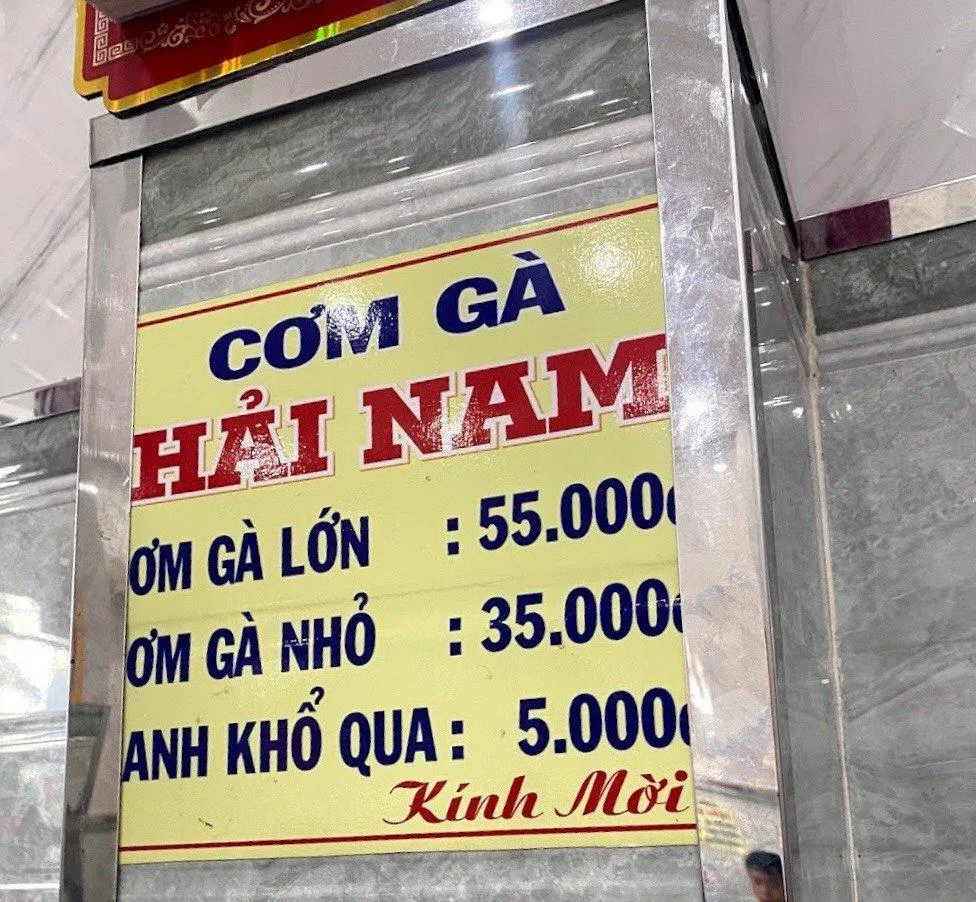 CƠM GÀ
HẢI NAM
ƠM GÀ LỚN : 55.000đ
ƠM GÀ NHỎ : 35.000đ
ANH KHỔ QUA : 5.000đ
Kính Mời